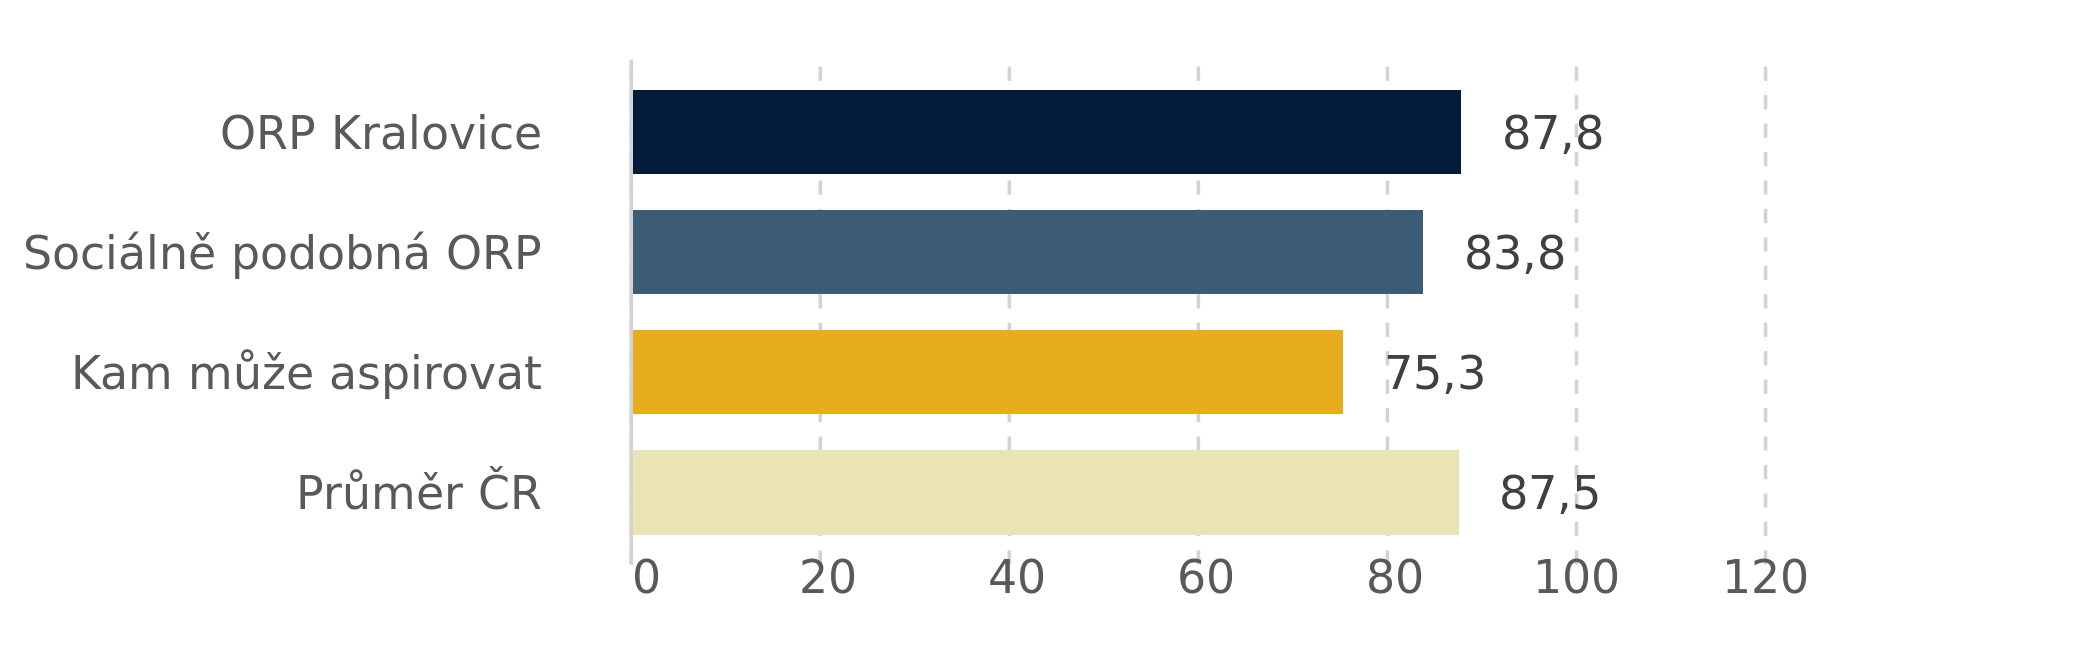 ORP Kralovice 87,8
Sociálně podobná ORP 83,8
Kam může aspirovat 75,3
Průměr ČR 87,5
0 20 40 60 80 100 120